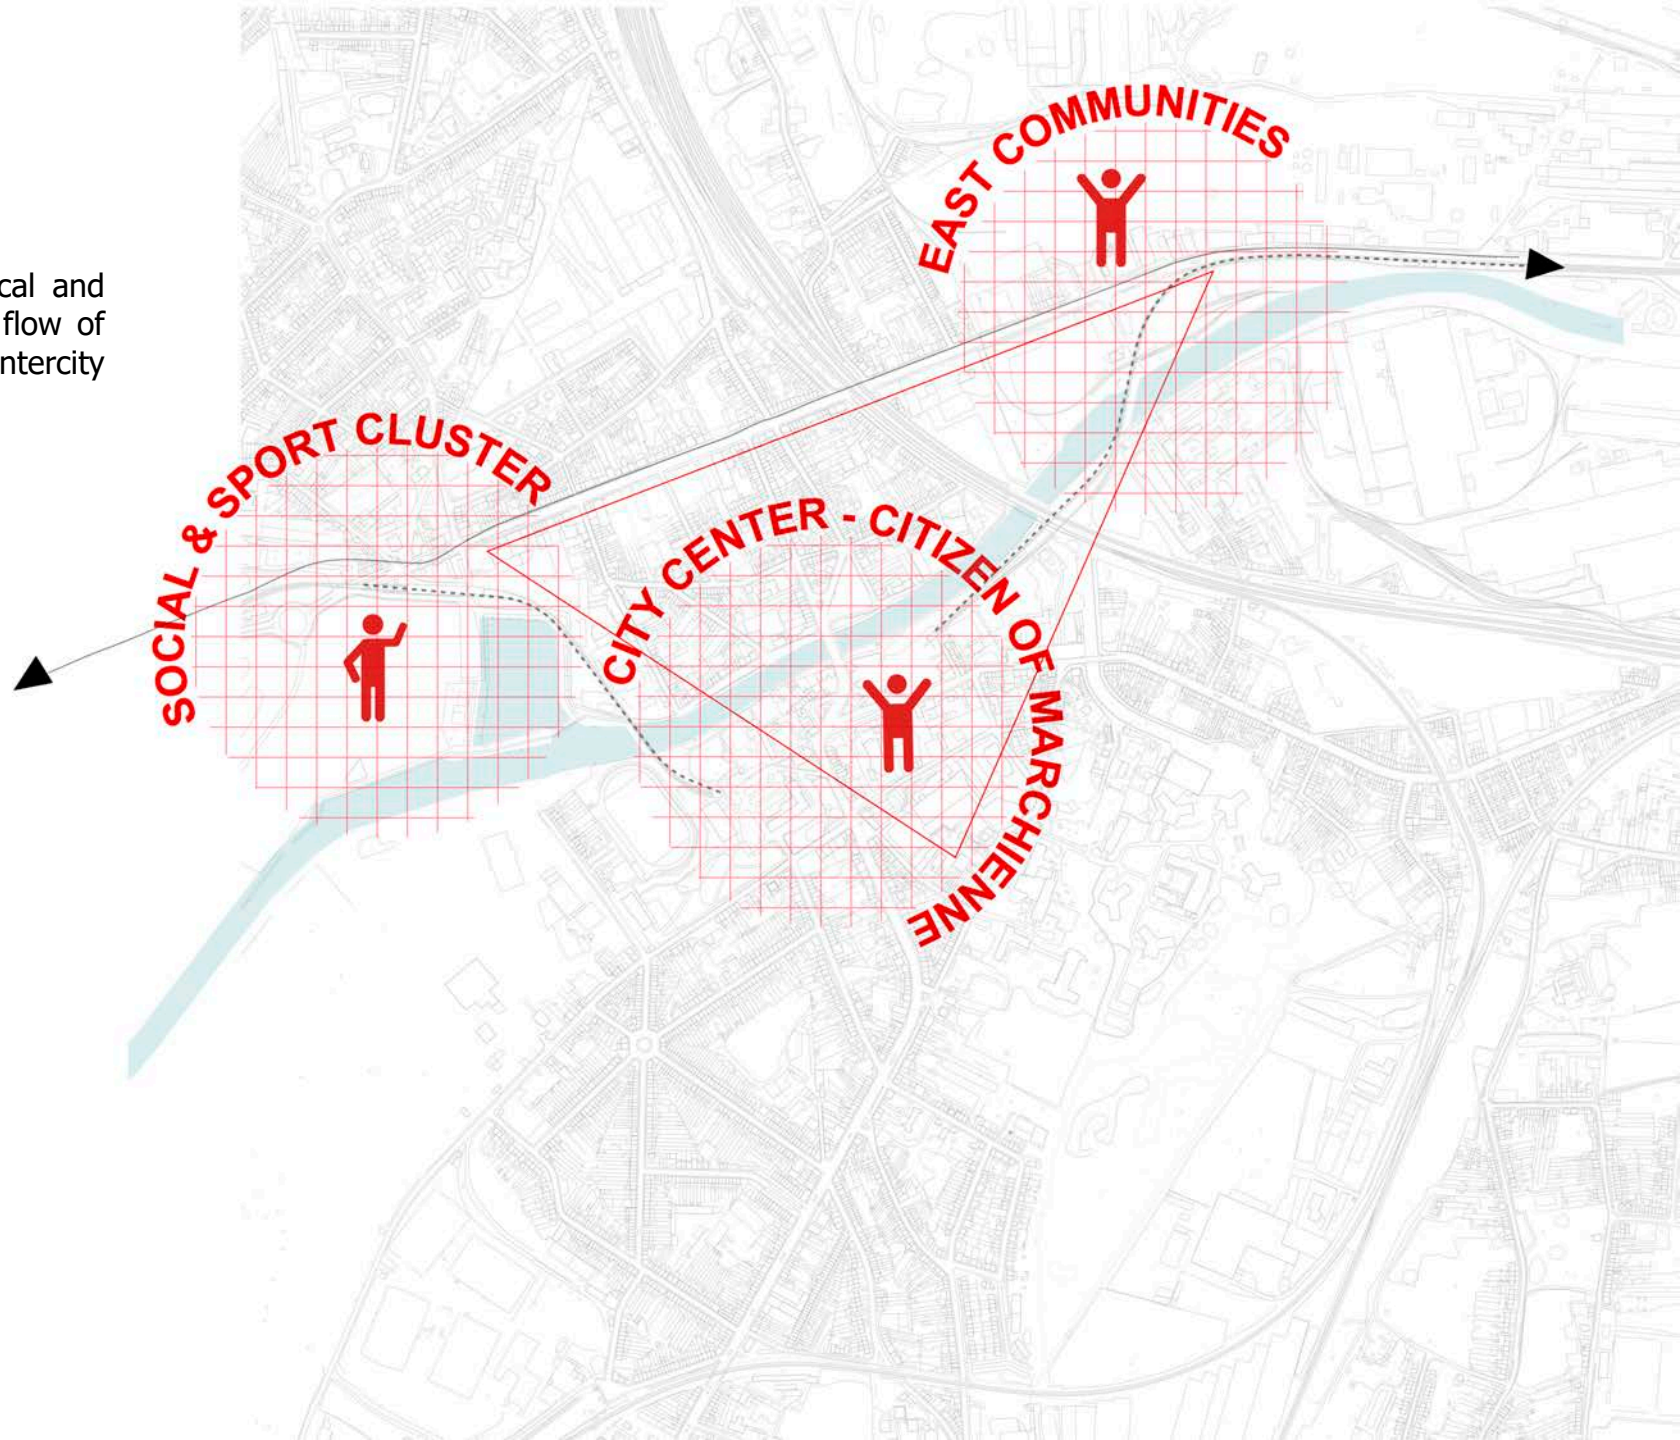 cal and
flow of
ntercity
EAST COMMUNITIES
SOCIAL & SPORT CLUSTER
CITY CENTER - CITIZEN OF MARCHIENNE